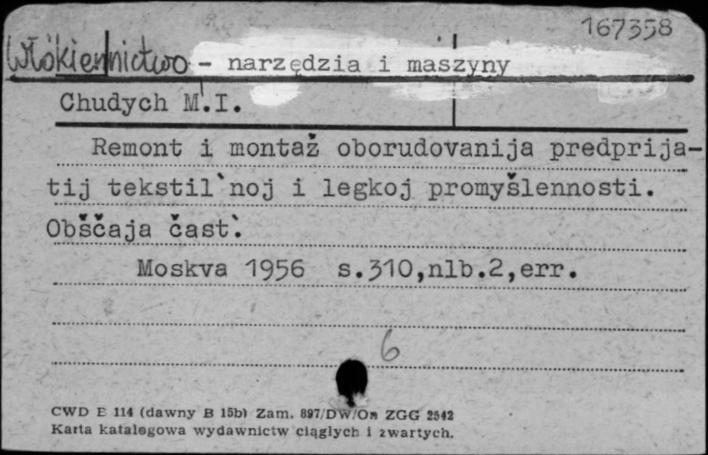 167358
Włókiennictwo - narzędzia i maszyny
Chudych M.I.
Remont i montaž oborudovanija predprija-
tij tekstil`noj i legkoj promyšlennosti.
Obščaja čast`.
Moskva 1956 s.310,nlb.2,err.
6
CWD E 114 (dawny B 15b) Zam. 897/DW/On ZGG 2542
Karta katalogowa wydawnictw ciągłych i zwartych.